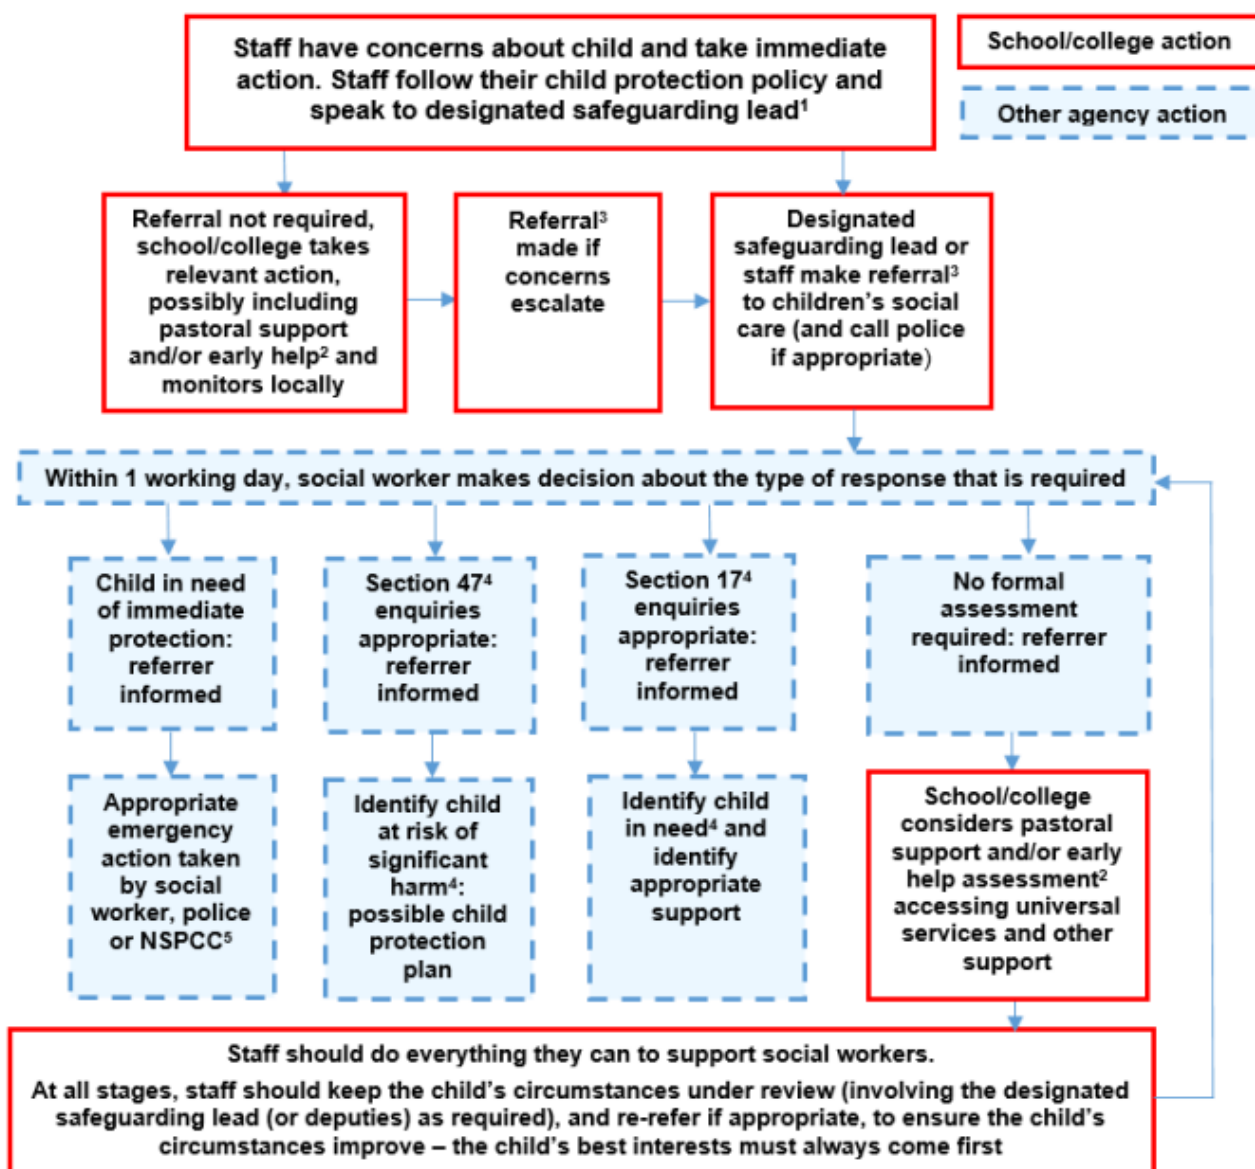 Staff have concerns about child and take immediate
action. Staff follow their child protection policy and
speak to designated safeguarding lead¹
School/college action
Other agency action
Referral not required,
school/college takes
relevant action,
possibly including
pastoral support
and/or early help² and
monitors locally
Referral³
made if
concerns
escalate
Designated
safeguarding lead or
staff make referral³
to children’s social
care (and call police
if appropriate)
Within 1 working day, social worker makes decision about the type of response that is required
Child in need
of immediate
protection:
referrer
informed
Section 47⁴
enquiries
appropriate:
referrer
informed
Section 17⁴
enquiries
appropriate:
referrer
informed
No formal
assessment
required: referrer
informed
Appropriate
emergency
action taken
by social
worker, police
or NSPCC⁵
Identify child
at risk of
significant
harm⁴:
possible child
protection
plan
Identify child
in need⁴ and
identify
appropriate
support
School/college
considers pastoral
support and/or early
help assessment²
accessing universal
services and other
support
Staff should do everything they can to support social workers.
At all stages, staff should keep the child’s circumstances under review (involving the designated
safeguarding lead (or deputies) as required), and re-refer if appropriate, to ensure the child’s
circumstances improve – the child’s best interests must always come first